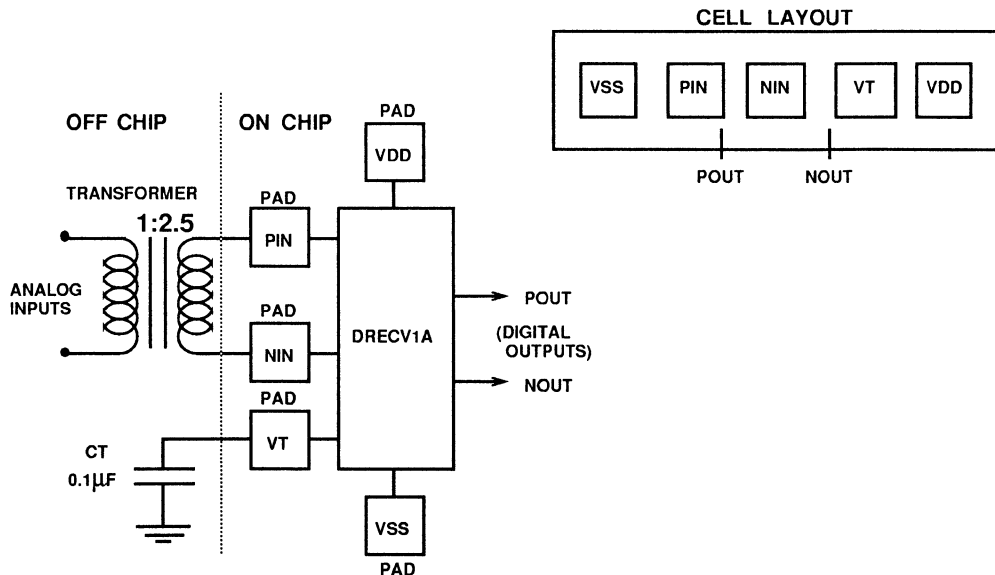 CELL LAYOUT
VSS
PIN
NIN
VT
VDD
POUT
NOUT
OFF CHIP
ON CHIP
PAD
VDD
TRANSFORMER
1:2.5
PAD
PIN
ANALOG
INPUTS
PAD
NIN
DRECV1A
POUT
(DIGITAL
OUTPUTS)
NOUT
PAD
VT
CT
0.1µF
VSS
PAD